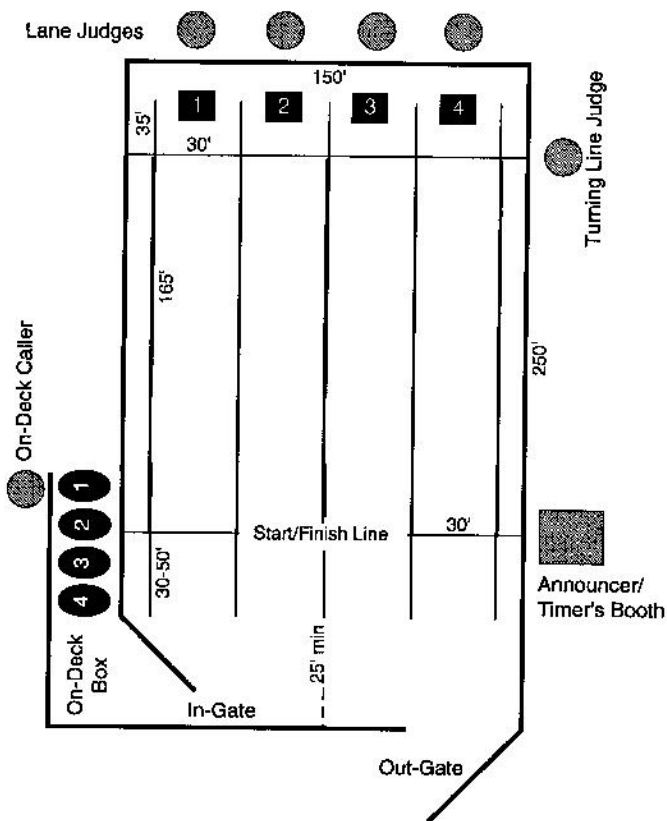 Lane Judges
150'
1
2
3
4
35'
30'
Turning Line Judge
165'
250'
On-Deck Caller
1
2
3
4
Start/Finish Line
30'
30-50'
Announcer/
Timer's Booth
On-Deck
Box
25' min
In-Gate
Out-Gate